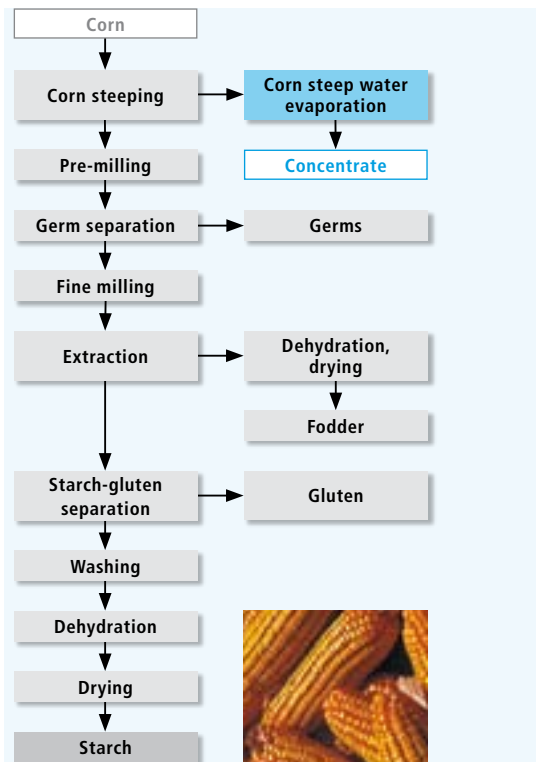 Corn
Corn steeping
Corn steep water
evaporation
Pre-milling
Concentrate
Germ separation
Germs
Fine milling
Extraction
Dehydration,
drying
Fodder
Starch-gluten
separation
Gluten
Washing
Dehydration
Drying
Starch